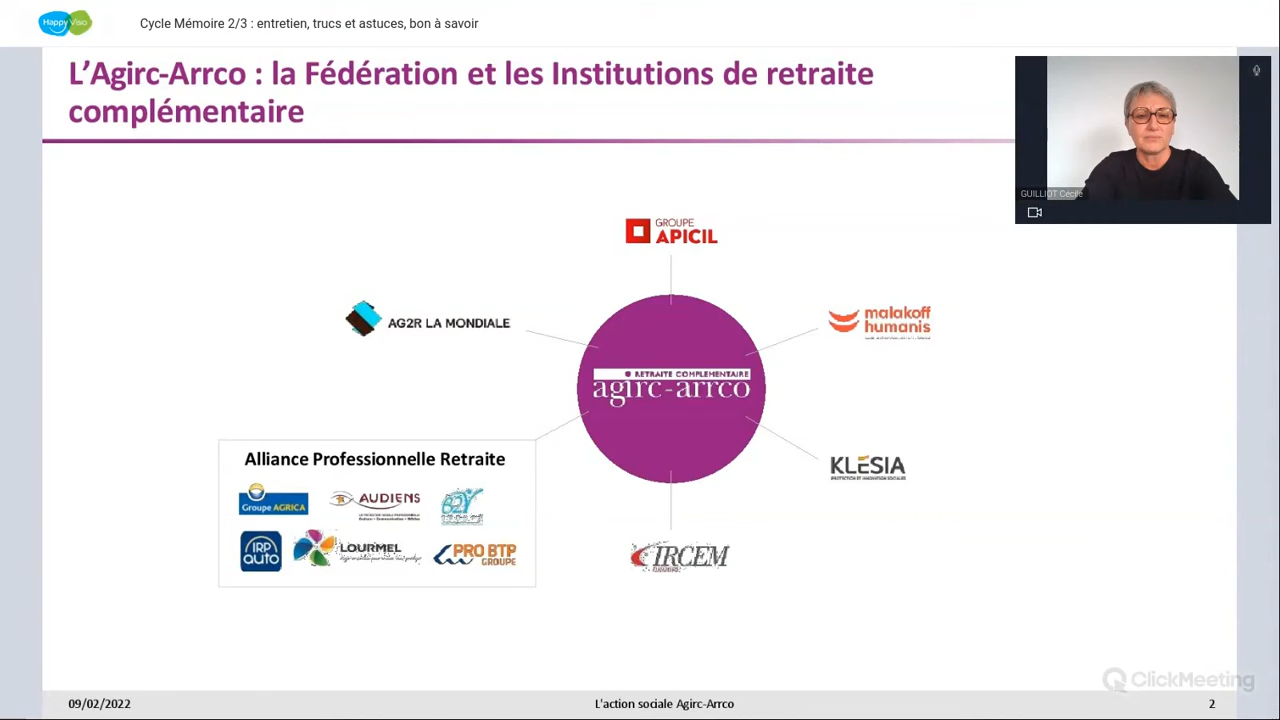 Happy Visio
Cycle Mémoire 2/3 : entretien, trucs et astuces, bon à savoir
L'Agirc-Arrco : la Fédération et les Institutions de retraite
complémentaire
GUILLIOT Cécile
GROUPE
APICIL
AG2R LA MONDIALE
malakoff
humanis
RETRAITE COMPLEMENTAIRE
agirc-arrco
Alliance Professionnelle Retraite
Groupe AGRICA
AUDIENS
B2V
KLESIA
IRP
auto
LOURMEL
PRO BTP
GROUPE
IRCEM
ClickMeeting
09/02/2022
L'action sociale Agirc-Arrco
2